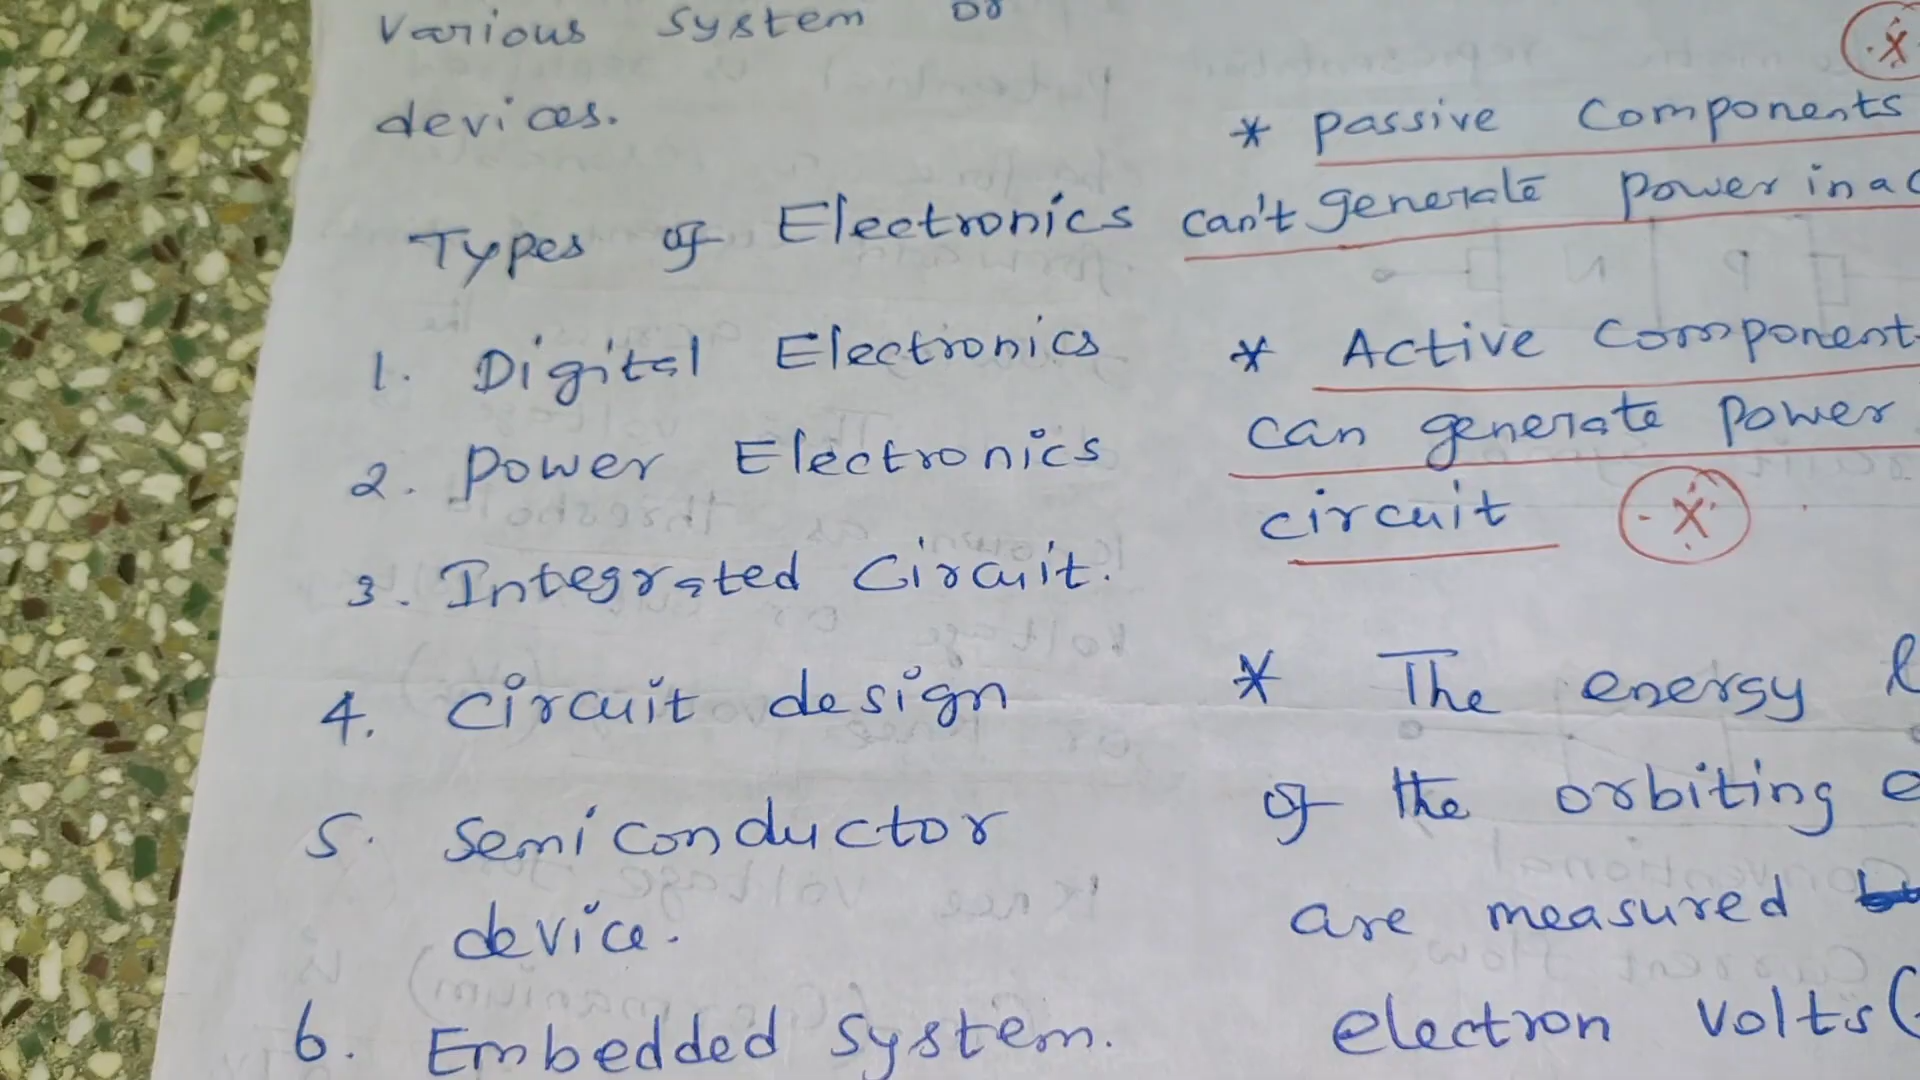 Various System or
devices.
Types of Electronics
1. Digital Electronics
2. Power Electronics
3. Integrated Circuit.
4. Circuit design
5. Semiconductor
device.
6. Embedded System.
* Passive Components
can't generate Power in a
* Active Component
can generate Power
circuit
* The energy
of the orbiting
are measured
electron volts (